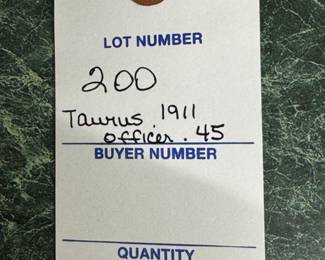 LOT NUMBER
200
Taurus 1911
officer .45
BUYER NUMBER
QUANTITY